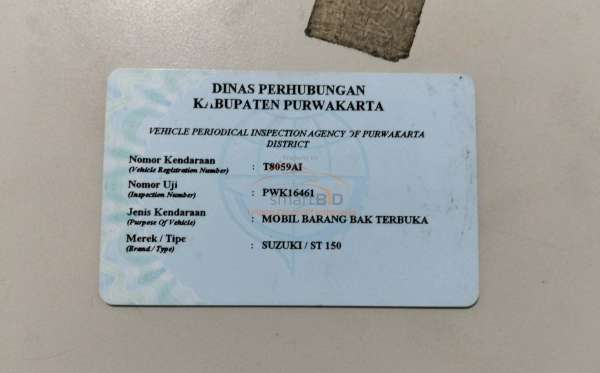 DINAS PERHUBUNGAN
KABUPATEN PURWAKARTA
VEHICLE PERIODICAL INSPECTION AGENCY OF PURWAKARTA
DISTRICT
Nomor Kendaraan : T8059AI
(Vehicle Registration Number)
Nomor Uji : PWK16461
(Inspection Number)
smartBID
Jenis Kendaraan : MOBIL BARANG BAK TERBUKA
(Purpose Of Vehicle)
Merek / Tipe : SUZUKI / ST 150
(Brand / Type)